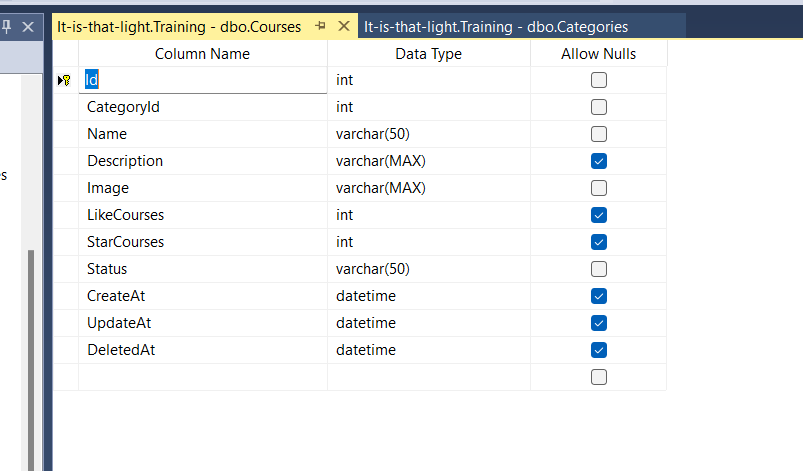 It-is-that-light.Training - dbo.Courses It-is-that-light.Training - dbo.Categories
Column Name Data Type Allow Nulls
Id int
CategoryId int
Name varchar(50)
Description varchar(MAX)
s
Image varchar(MAX)
LikeCourses int
StarCourses int
Status varchar(50)
CreateAt datetime
UpdateAt datetime
DeletedAt datetime